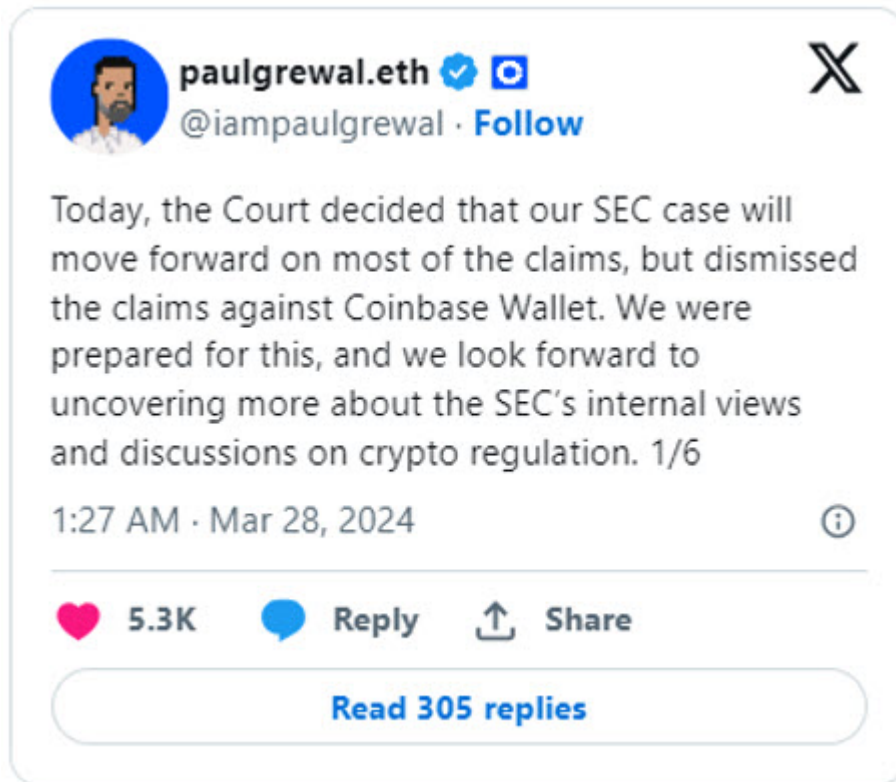 paulgrewal.eth
@iampaulgrewal · Follow
Today, the Court decided that our SEC case will
move forward on most of the claims, but dismissed
the claims against Coinbase Wallet. We were
prepared for this, and we look forward to
uncovering more about the SEC's internal views
and discussions on crypto regulation. 1/6
1:27 AM · Mar 28, 2024
5.3K Reply Share
Read 305 replies